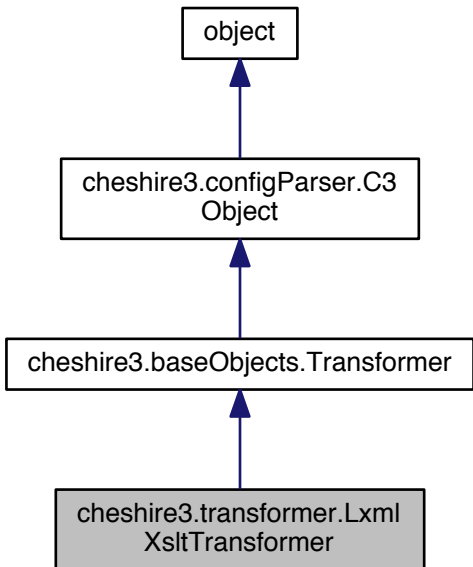 object
cheshire3.configParser.C3
Object
cheshire3.baseObjects.Transformer
cheshire3.transformer.Lxml
XsltTransformer